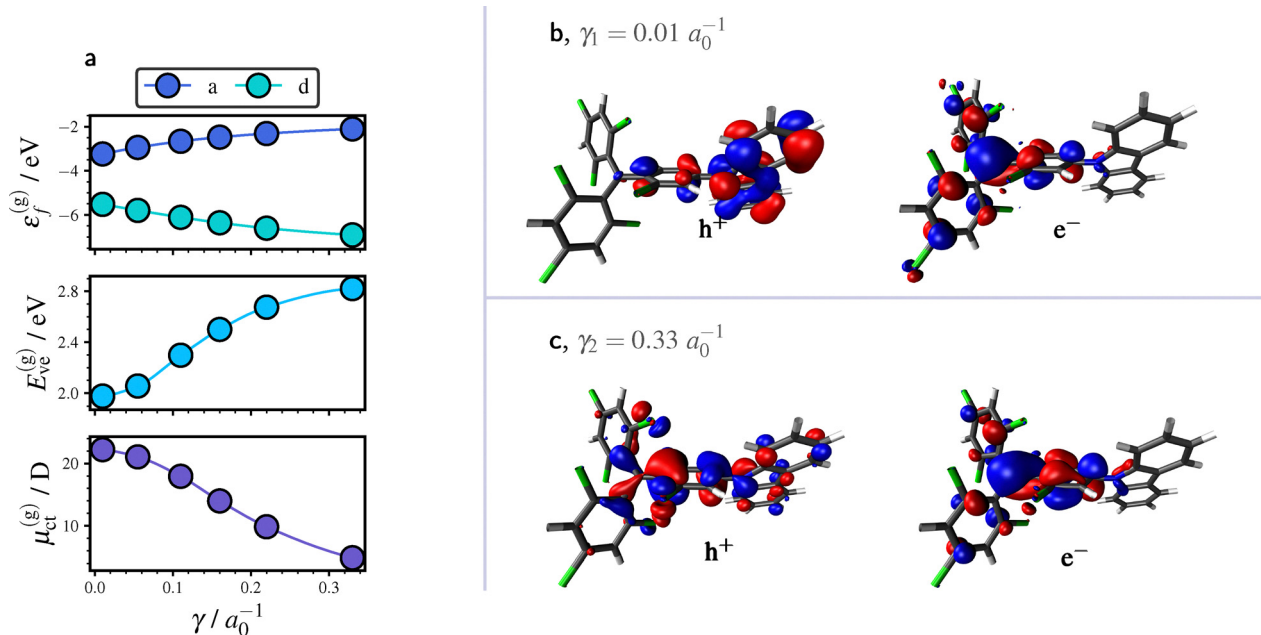 a
a d
−2
−4
−6
ε_f^(g) / eV
2.8
2.4
2.0
E_ve^(g) / eV
20
10
μ_ct^(g) / D
0.0 0.1 0.2 0.3
γ / a_0^−1
b, γ_1 = 0.01 a_0^−1
h^+ e^−
c, γ_2 = 0.33 a_0^−1
h^+ e^−